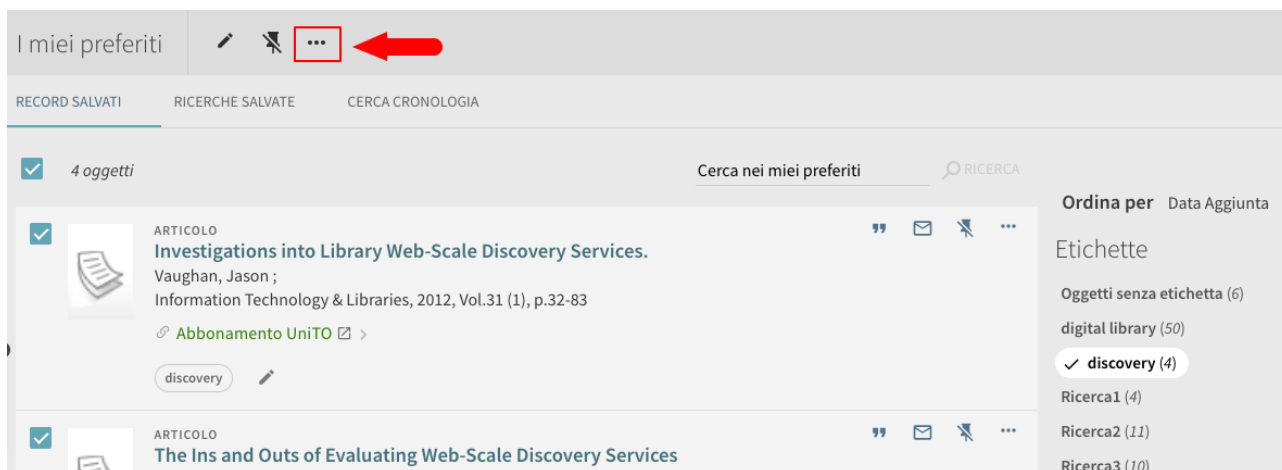 I miei preferiti
RECORD SALVATI RICERCHE SALVATE CERCA CRONOLOGIA
4 oggetti
Cerca nei miei preferiti RICERCA
ARTICOLO
Investigations into Library Web-Scale Discovery Services.
Vaughan, Jason ;
Information Technology & Libraries, 2012, Vol.31 (1), p.32-83
Abbonamento UniTO
discovery
ARTICOLO
The Ins and Outs of Evaluating Web-Scale Discovery Services
Ordina per Data Aggiunta
Etichette
Oggetti senza etichetta (6)
digital library (50)
discovery (4)
Ricerca1 (4)
Ricerca2 (11)
Ricerca3 (10)